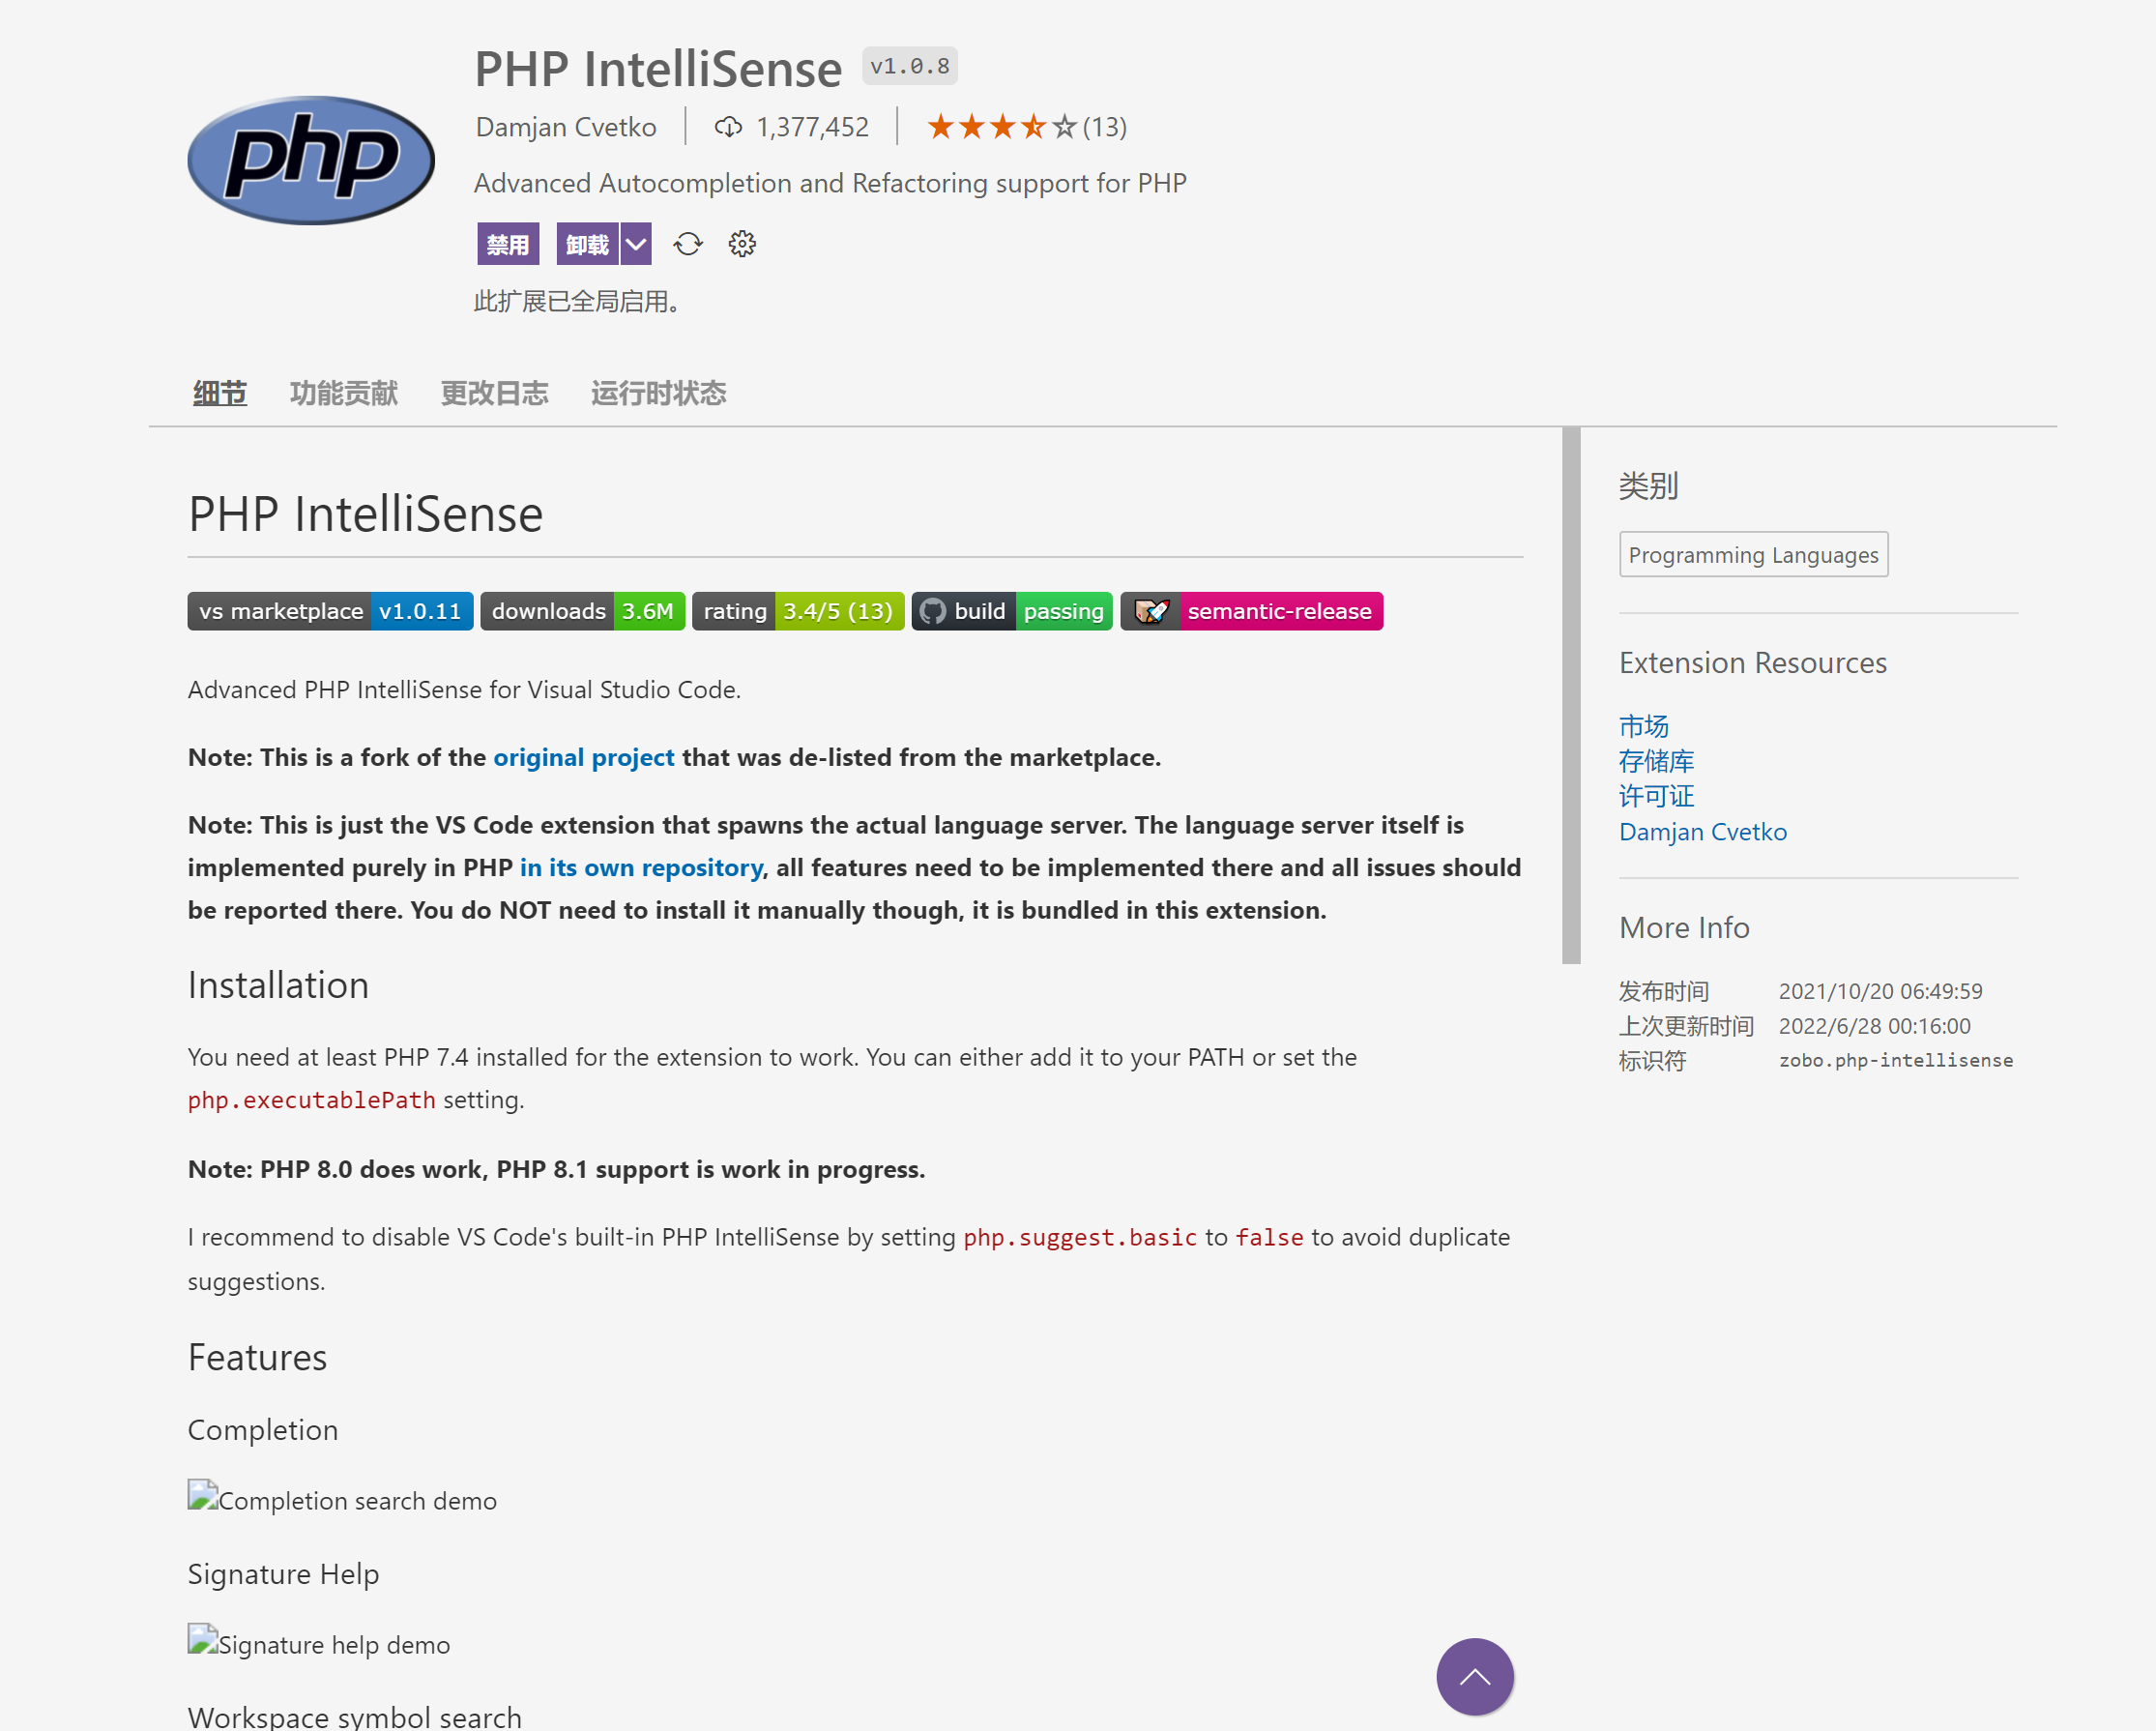 php
PHP IntelliSense v1.0.8
Damjan Cvetko 1,377,452 (13)
Advanced Autocompletion and Refactoring support for PHP
禁用 卸载
此扩展已全局启用。
细节 功能贡献 更改日志 运行时状态
PHP IntelliSense
vs marketplace v1.0.11 downloads 3.6M rating 3.4/5 (13) build passing semantic-release
Advanced PHP IntelliSense for Visual Studio Code.
Note: This is a fork of the original project that was de-listed from the marketplace.
Note: This is just the VS Code extension that spawns the actual language server. The language server itself is
implemented purely in PHP in its own repository, all features need to be implemented there and all issues should
be reported there. You do NOT need to install it manually though, it is bundled in this extension.
Installation
You need at least PHP 7.4 installed for the extension to work. You can either add it to your PATH or set the
php.executablePath setting.
Note: PHP 8.0 does work, PHP 8.1 support is work in progress.
I recommend to disable VS Code's built-in PHP IntelliSense by setting php.suggest.basic to false to avoid duplicate
suggestions.
Features
Completion
Completion search demo
Signature Help
Signature help demo
Workspace symbol search
类别
Programming Languages
Extension Resources
市场
存储库
许可证
Damjan Cvetko
More Info
发布时间 2021/10/20 06:49:59
上次更新时间 2022/6/28 00:16:00
标识符 zobo.php-intellisense